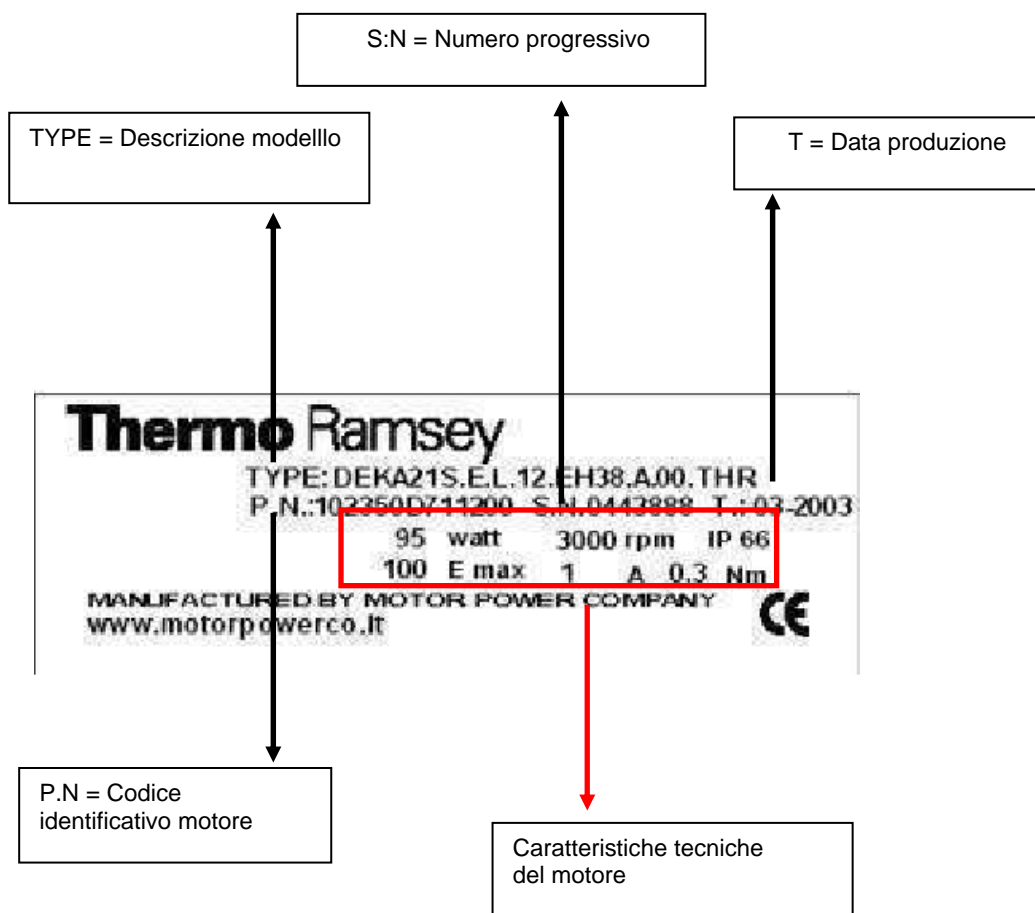 S:N = Numero progressivo
TYPE = Descrizione modelllo
T = Data produzione
Thermo Ramsey
TYPE: DEKA21S.E.L.12.EH38.A.00.THR
P.N.:102350D711200 S.N.0443888 T.: 03-2003
95 watt 3000 rpm IP 66
100 E max 1 A 0.3 Nm
MANUFACTURED BY MOTOR POWER COMPANY
www.motorpowerco.it
CE
P.N = Codice
identificativo motore
Caratteristiche tecniche
del motore